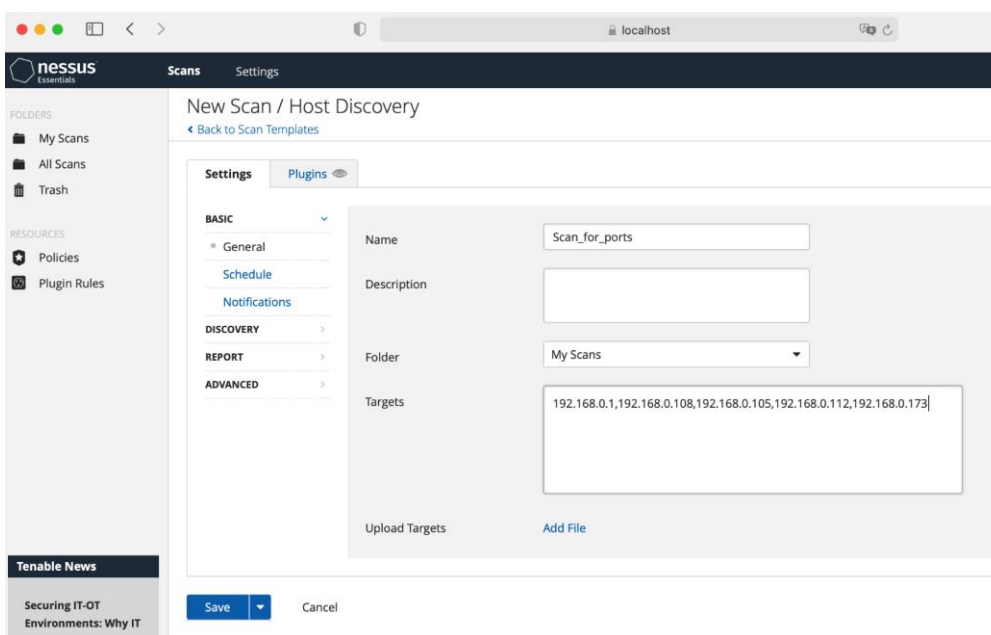 localhost
nessus
Essentials
Scans
Settings
FOLDERS
My Scans
All Scans
Trash
RESOURCES
Policies
Plugin Rules
Tenable News
Securing IT-OT
Environments: Why IT
New Scan / Host Discovery
Back to Scan Templates
Settings
Plugins
BASIC
General
Schedule
Notifications
DISCOVERY
REPORT
ADVANCED
Name
Scan_for_ports
Description
Folder
My Scans
Targets
192.168.0.1,192.168.0.108,192.168.0.105,192.168.0.112,192.168.0.173
Upload Targets
Add File
Save
Cancel